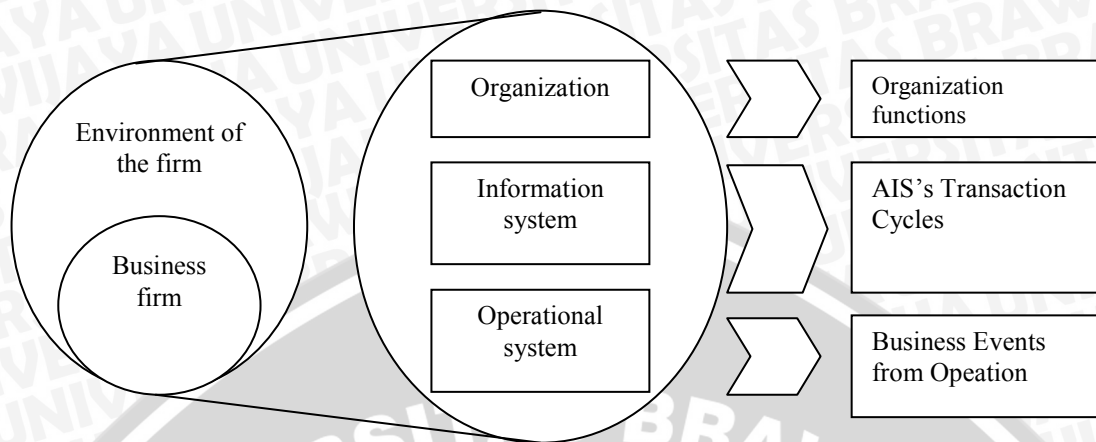 Environment of
the firm
Business
firm
Organization
Information
system
Operational
system
Organization
functions
AIS’s Transaction
Cycles
Business Events
from Opeation